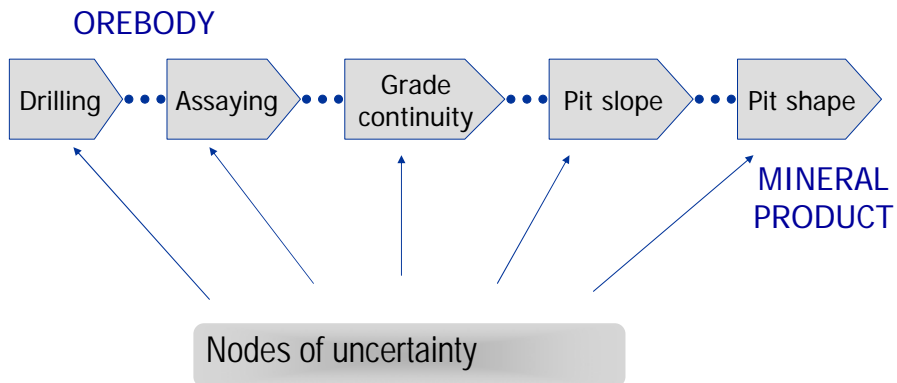 OREBODY
Drilling
Assaying
Grade
continuity
Pit slope
Pit shape
MINERAL
PRODUCT
Nodes of uncertainty